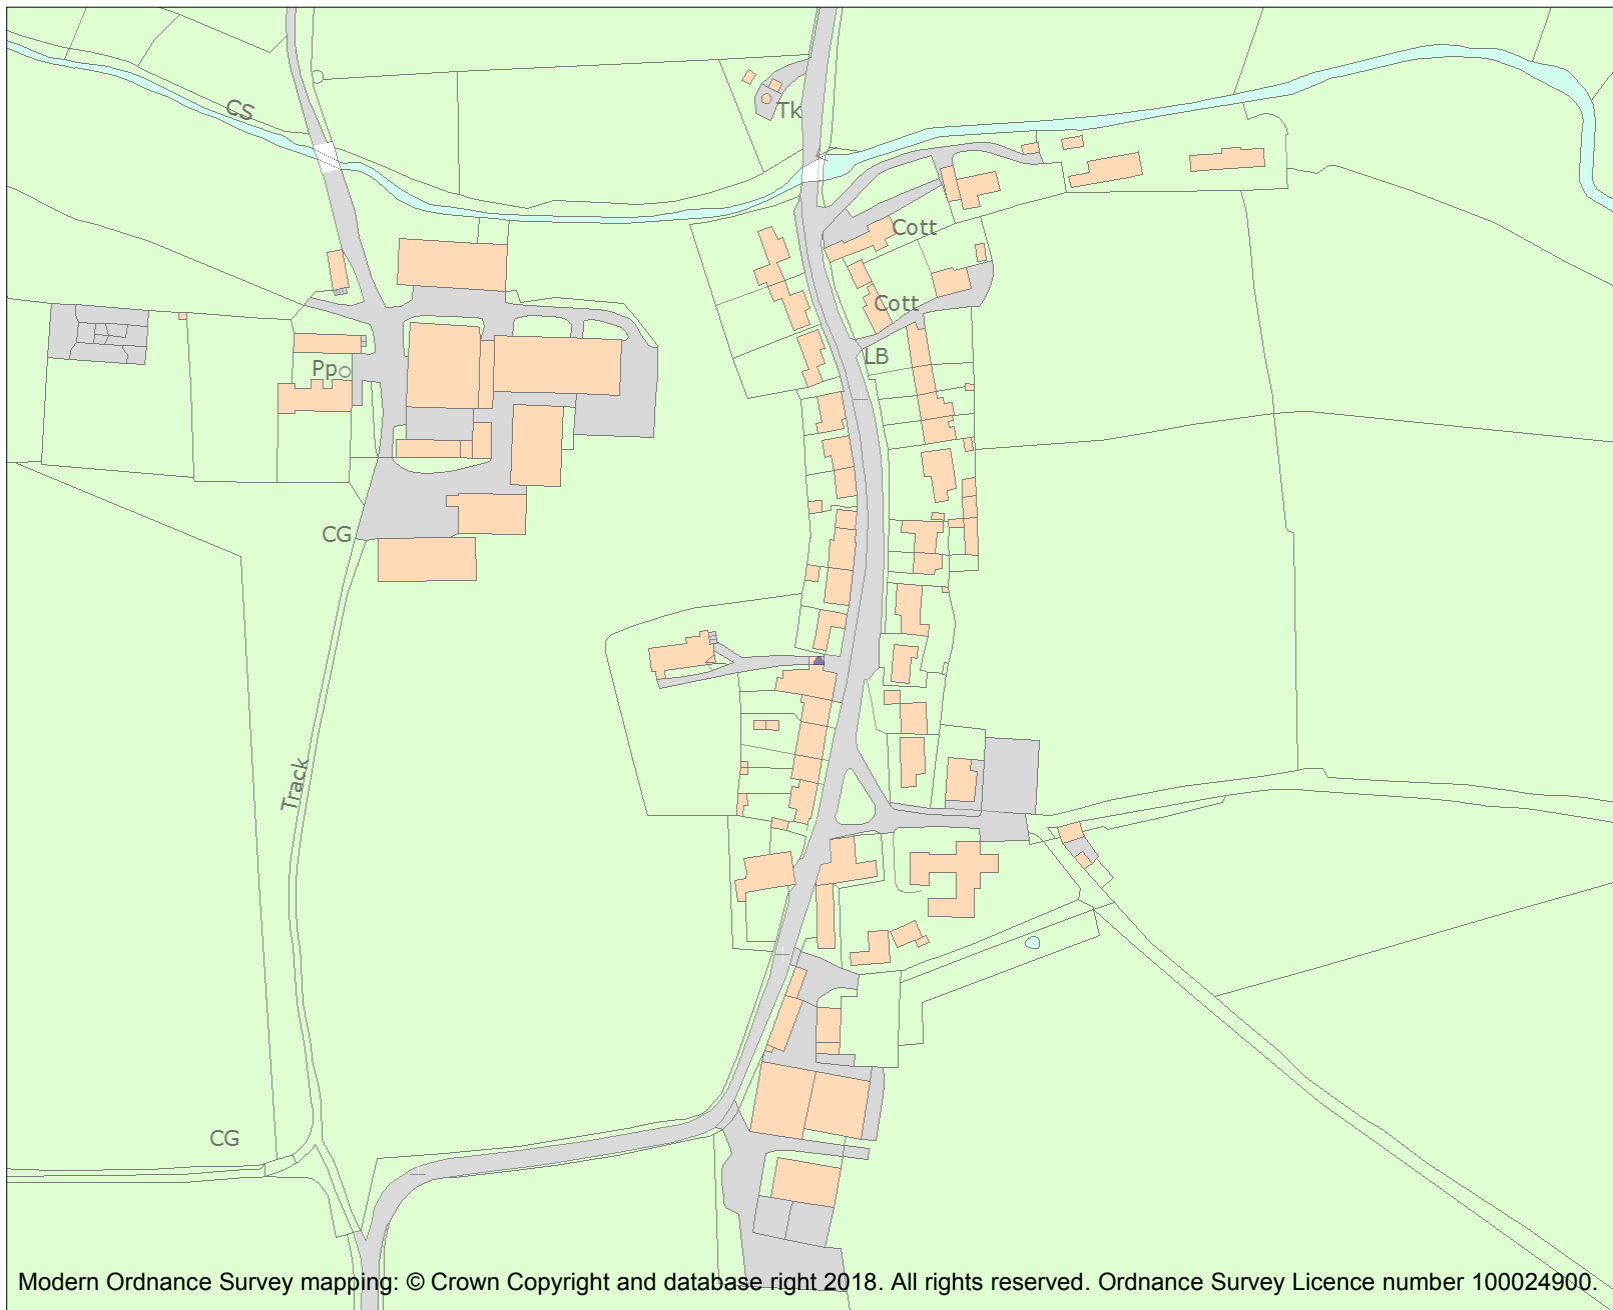 CS
Tk
Cott
Cott
LB
Pp
CG
Track
CG
Modern Ordnance Survey mapping: © Crown Copyright and database right 2018. All rights reserved. Ordnance Survey Licence number 100024900.